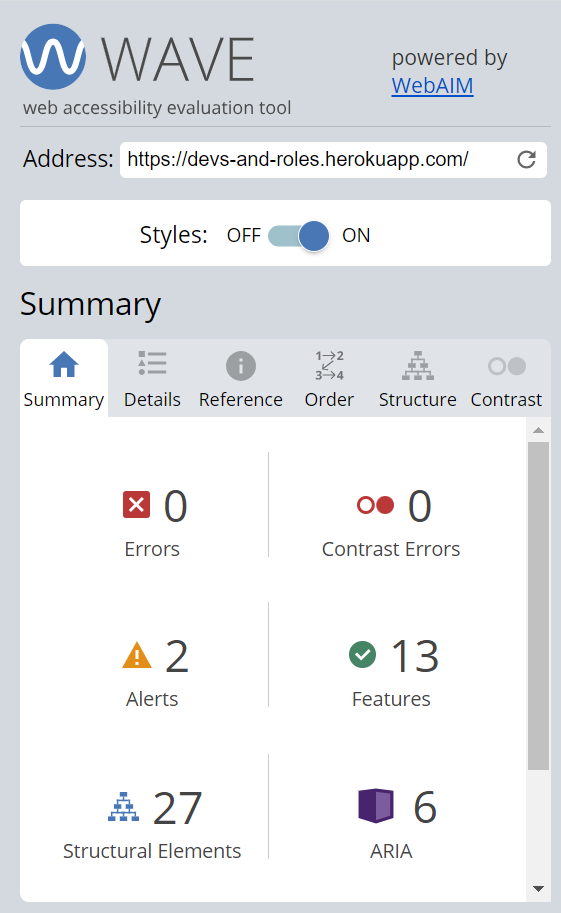 WAVE
powered by
WebAIM
web accessibility evaluation tool
Address: https://devs-and-roles.herokuapp.com/
Styles: OFF ON
Summary
1 2
3 4
Summary Details Reference Order Structure Contrast
0 0
Errors Contrast Errors
2 13
Alerts Features
27 6
Structural Elements ARIA